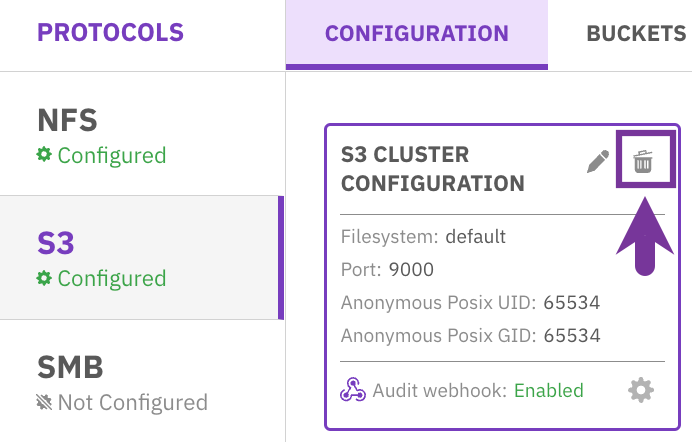 PROTOCOLS
CONFIGURATION
BUCKETS
NFS
Configured
S3
Configured
SMB
Not Configured
S3 CLUSTER
CONFIGURATION
Filesystem: default
Port: 9000
Anonymous Posix UID: 65534
Anonymous Posix GID: 65534
Audit webhook: Enabled